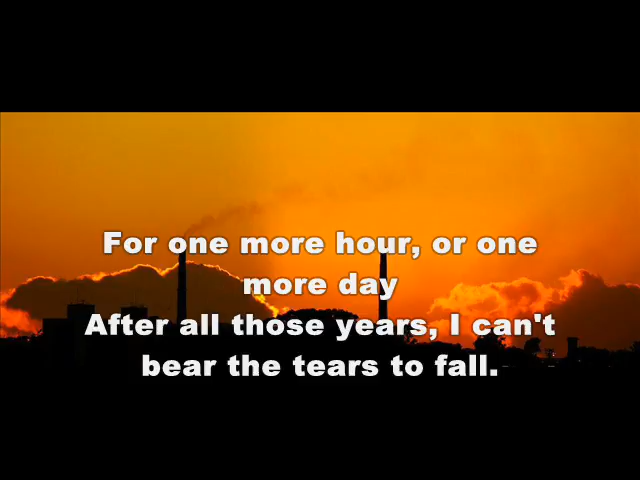 For one more hour, or one
more day
After all those years, I can't
bear the tears to fall.